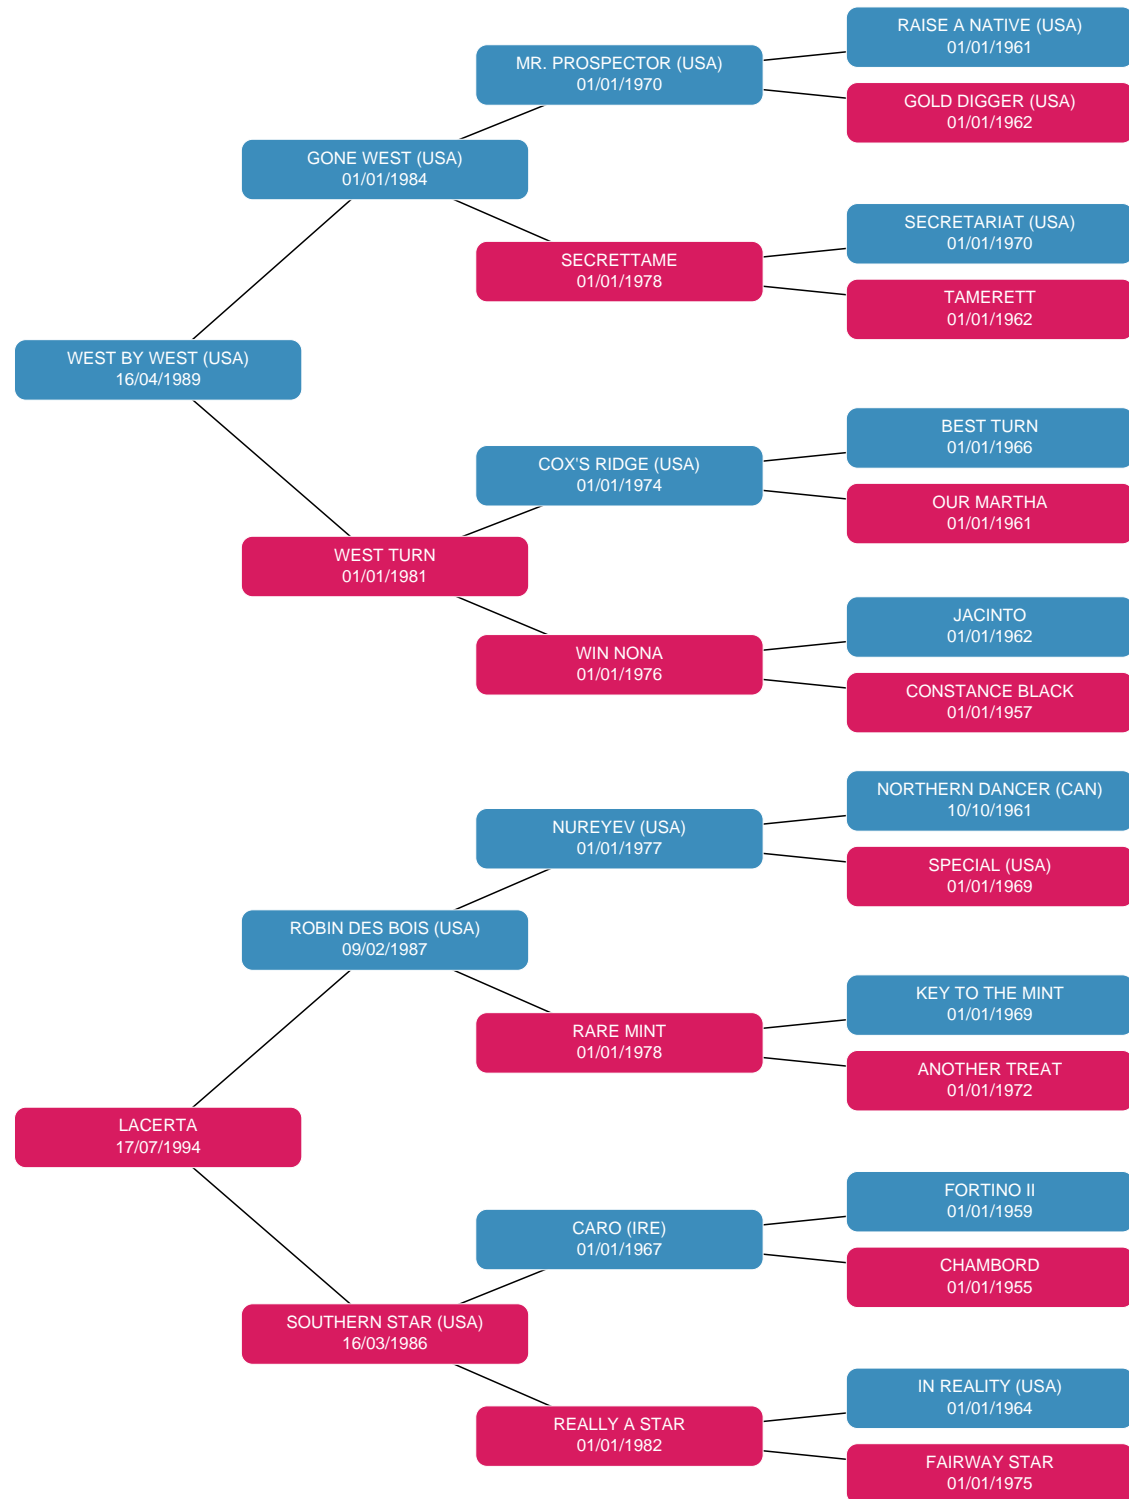 RAISE A NATIVE (USA)
01/01/1961
MR. PROSPECTOR (USA)
01/01/1970
GOLD DIGGER (USA)
01/01/1962
GONE WEST (USA)
01/01/1984
SECRETARIAT (USA)
01/01/1970
SECRETTAME
01/01/1978
TAMERETT
01/01/1962
WEST BY WEST (USA)
16/04/1989
BEST TURN
01/01/1966
COX'S RIDGE (USA)
01/01/1974
OUR MARTHA
01/01/1961
WEST TURN
01/01/1981
JACINTO
01/01/1962
WIN NONA
01/01/1976
CONSTANCE BLACK
01/01/1957
NORTHERN DANCER (CAN)
10/10/1961
NUREYEV (USA)
01/01/1977
SPECIAL (USA)
01/01/1969
ROBIN DES BOIS (USA)
09/02/1987
KEY TO THE MINT
01/01/1969
RARE MINT
01/01/1978
ANOTHER TREAT
01/01/1972
LACERTA
17/07/1994
FORTINO II
01/01/1959
CARO (IRE)
01/01/1967
CHAMBORD
01/01/1955
SOUTHERN STAR (USA)
16/03/1986
IN REALITY (USA)
01/01/1964
REALLY A STAR
01/01/1982
FAIRWAY STAR
01/01/1975